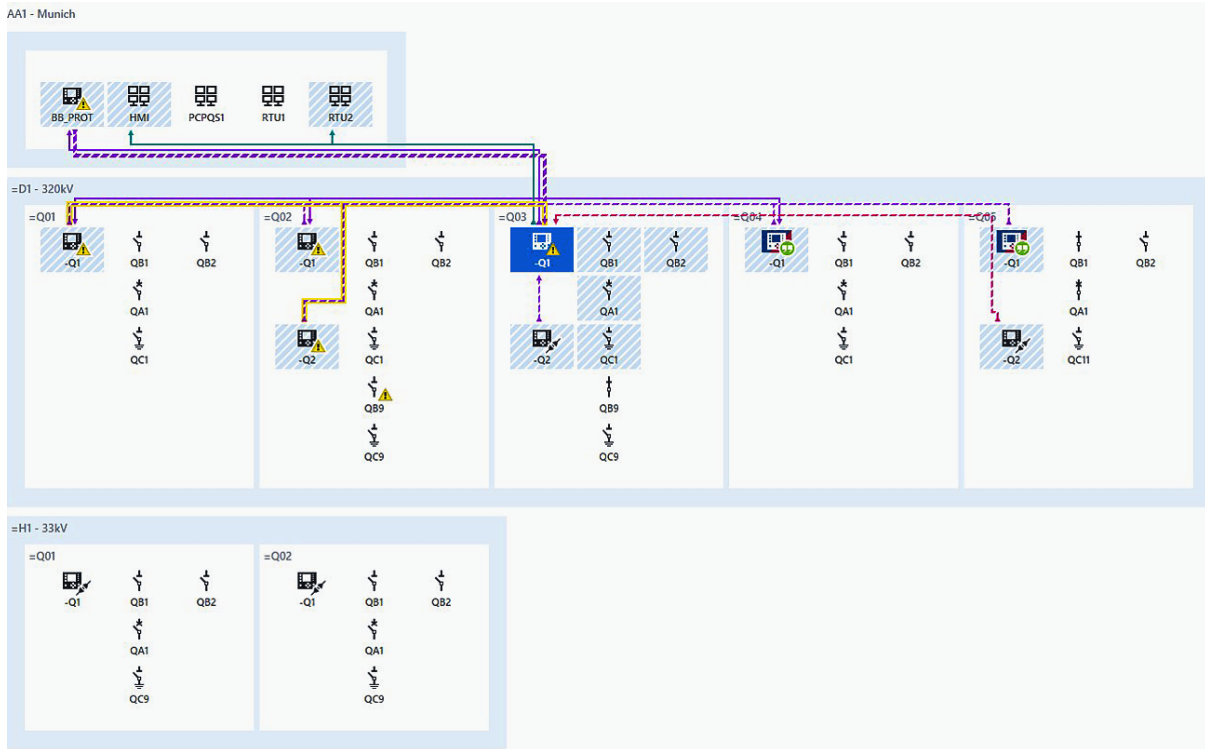 AA1 - Munich
BB_PROT HMI PCPQS1 RTU1 RTU2
=D1 - 320kV
=Q01 =Q02 =Q03 =Q04 =Q05
-Q1 QB1 QB2 -Q1 QB1 QB2 -Q1 QB1 QB2 -Q1 QB1 QB2 -Q1 QB1 QB2
QA1 QA1 QA1 QA1 QA1
QC1 -Q2 QC1 -Q2 QC1 QC1 -Q2 QC11
QB9 QB9
QC9 QC9
=H1 - 33kV
=Q01 =Q02
-Q1 QB1 QB2 -Q1 QB1 QB2
QA1 QA1
QC9 QC9